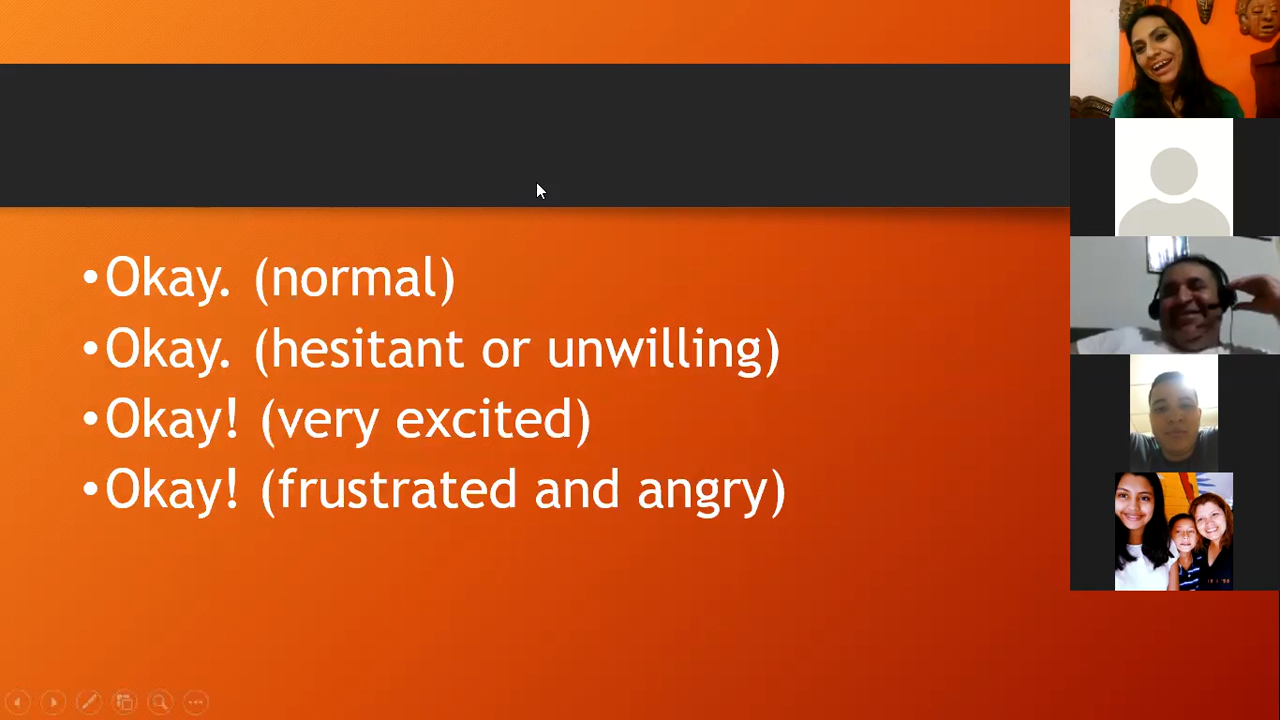 •Okay. (normal)
•Okay. (hesitant or unwilling)
•Okay! (very excited)
•Okay! (frustrated and angry)